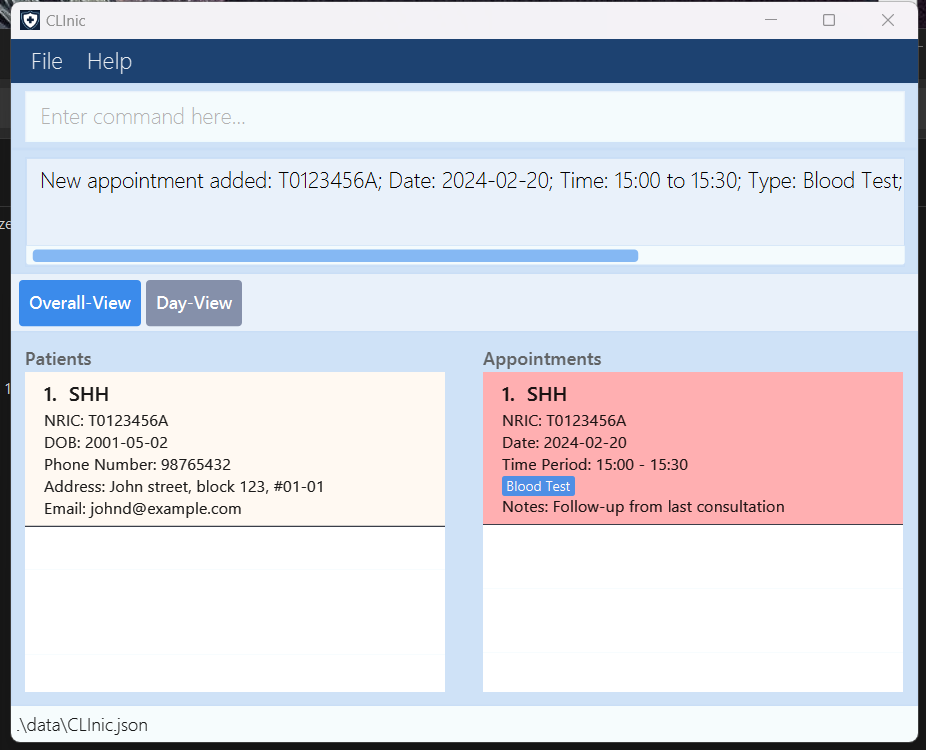 CLInic
File Help
Enter command here...
New appointment added: T0123456A; Date: 2024-02-20; Time: 15:00 to 15:30; Type: Blood Test;
Overall-View Day-View
Patients
1. SHH
NRIC: T0123456A
DOB: 2001-05-02
Phone Number: 98765432
Address: John street, block 123, #01-01
Email: johnd@example.com
Appointments
1. SHH
NRIC: T0123456A
Date: 2024-02-20
Time Period: 15:00 - 15:30
Blood Test
Notes: Follow-up from last consultation
.\data\CLInic.json